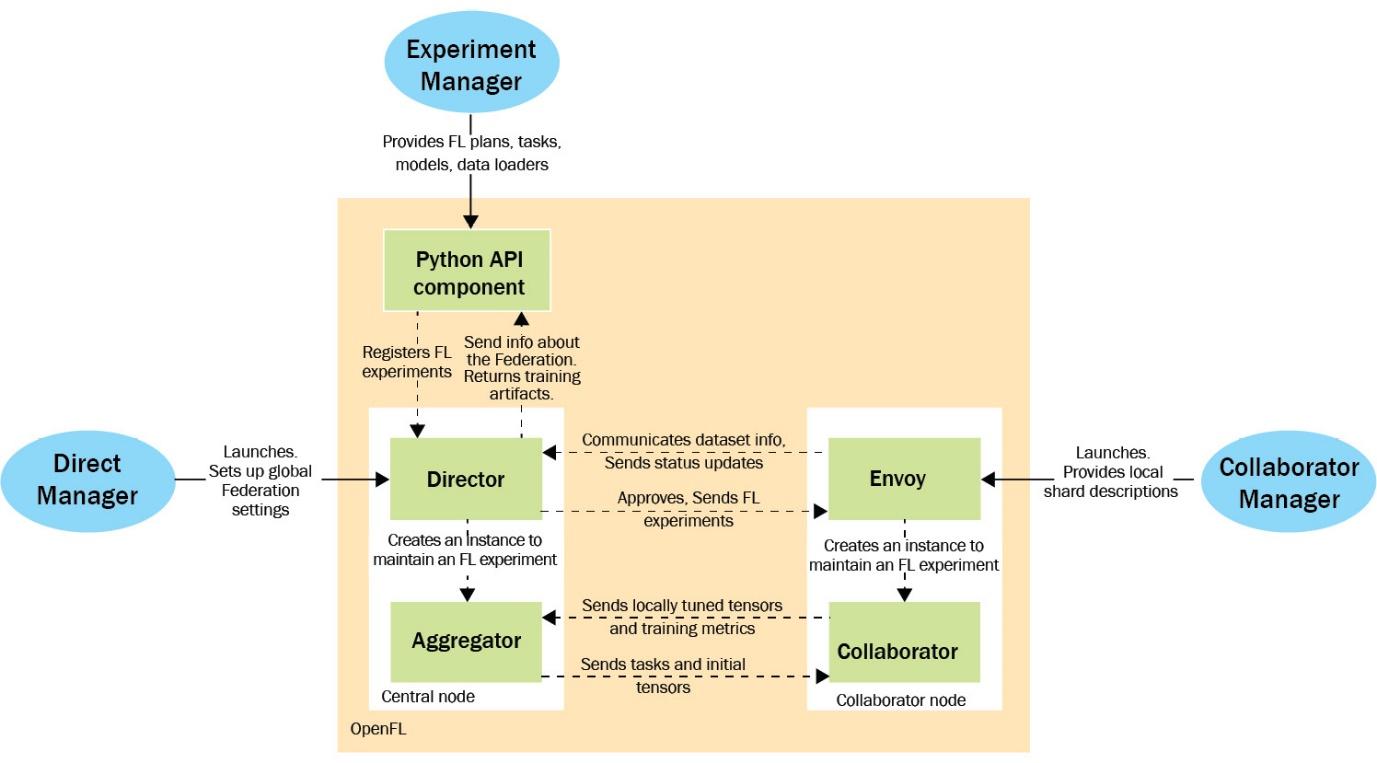 Experiment
Manager
Provides FL plans, tasks,
models, data loaders
Python API
component
Registers FL
experiments
Send info about
the Federation.
Returns training
artifacts.
Direct
Manager
Launches.
Sets up global
Federation
settings
Director
Communicates dataset info,
Sends status updates
Approves, Sends FL
experiments
Envoy
Launches.
Provides local
shard descriptions
Collaborator
Manager
Creates an instance to
maintain an FL experiment
Creates an instance to
maintain an FL experiment
Aggregator
Sends locally tuned tensors
and training metrics
Sends tasks and initial
tensors
Collaborator
Central node
Collaborator node
OpenFL